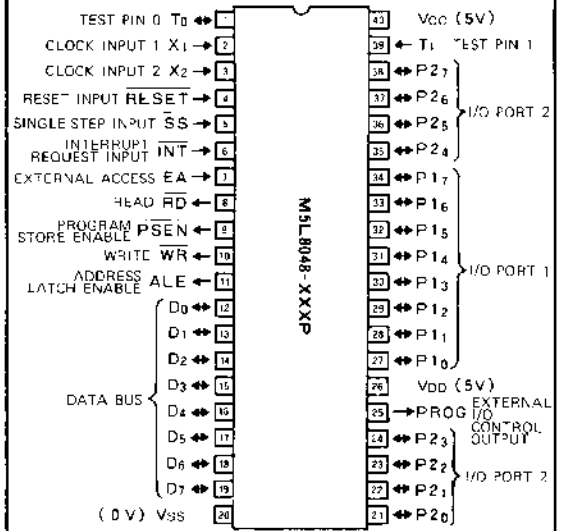 TEST PIN 0 T0 ↔ 1
CLOCK INPUT 1 X1 → 2
CLOCK INPUT 2 X2 → 3
RESET INPUT RESET → 4
SINGLE STEP INPUT SS → 5
INTERRUPT
REQUEST INPUT INT → 6
EXTERNAL ACCESS EA → 7
READ RD ← 8
PROGRAM
STORE ENABLE PSEN ← 9
WRITE WR ← 10
ADDRESS
LATCH ENABLE ALE ← 11
D0 ↔ 12
D1 ↔ 13
D2 ↔ 14
D3 ↔ 15
DATA BUS
D4 ↔ 16
D5 ↔ 17
D6 ↔ 18
D7 ↔ 19
(0V) VSS 20
M5L8048-XXXP
40 VCC (5V)
39 ← T1 TEST PIN 1
38 ↔ P27
37 ↔ P26
I/O PORT 2
36 ↔ P25
35 ↔ P24
34 ↔ P17
33 ↔ P16
32 ↔ P15
31 ↔ P14
I/O PORT 1
30 ↔ P13
29 ↔ P12
28 ↔ P11
27 ↔ P10
26 VDD (5V)
25 → PROG EXTERNAL
I/O
CONTROL
OUTPUT
24 ↔ P23
23 ↔ P22
I/O PORT 2
22 ↔ P21
21 ↔ P20